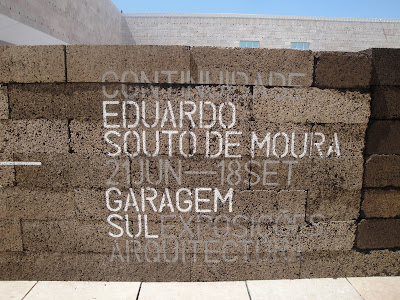 CONTINUIDADE
EDUARDO
SOUTO DE MOURA
21 JUN — 18 SET
GARAGEM
SUL EXPOSIÇÕES
ARQUITECTURA